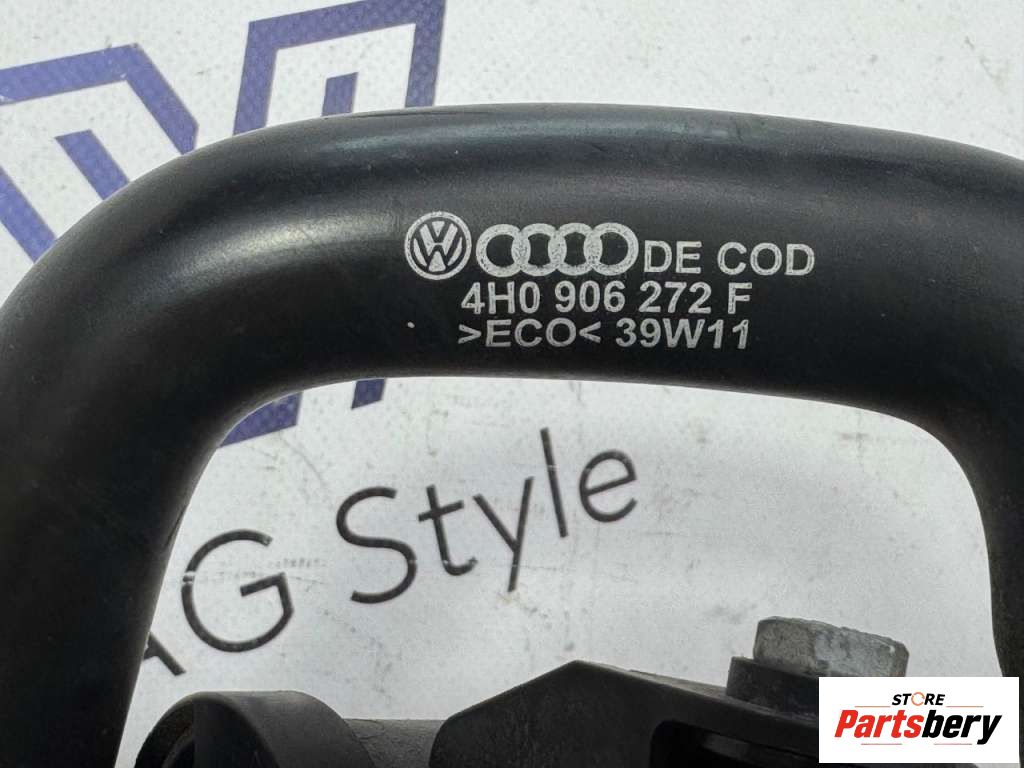 DE COD
4H0 906 272 F
>ECO< 39W11
AG Style
STORE
Partsbery